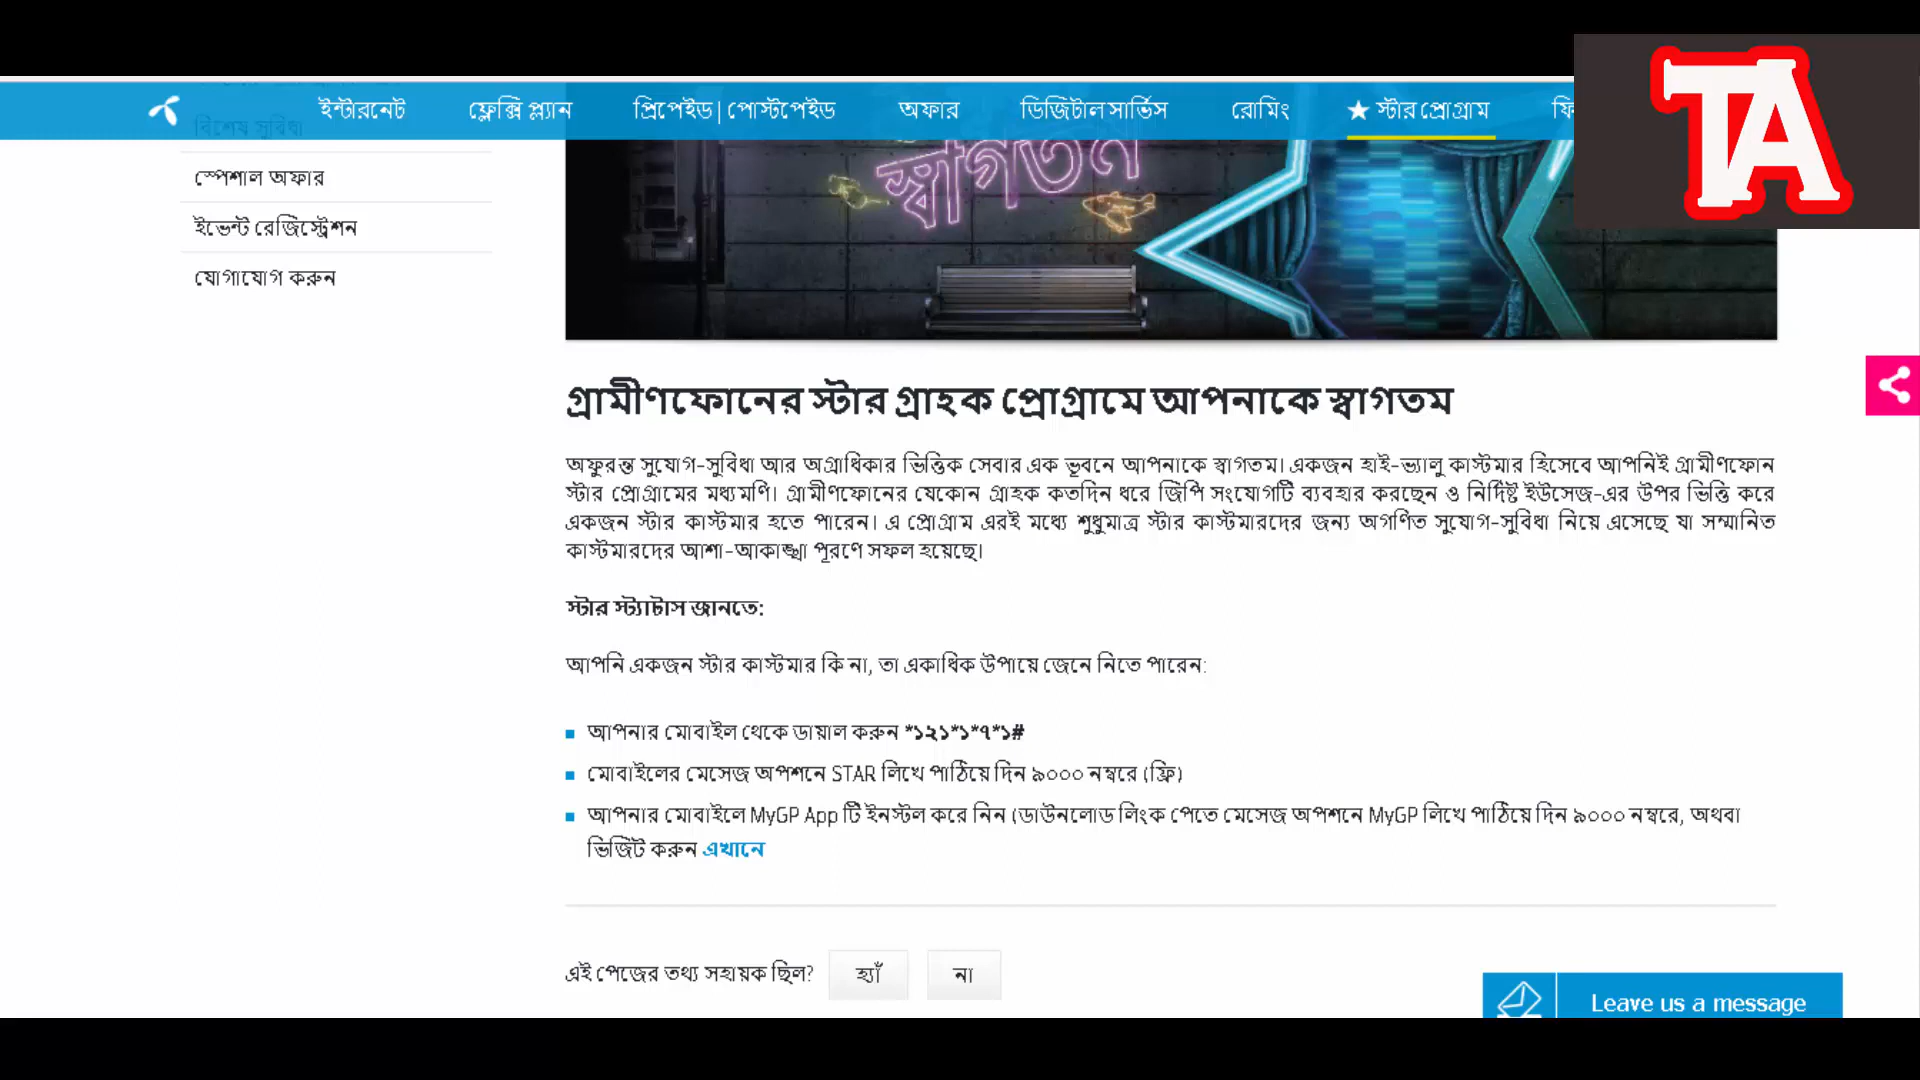 ইন্টারনেট ফ্লেক্সি প্ল্যান প্রিপেইড | পোস্টপেইড অফার ডিজিটাল সার্ভিস রোমিং ★ স্টার প্রোগ্রাম ফি
TA
বিশেষ সুবিধা
স্পেশাল অফার
ইভেন্ট রেজিস্ট্রেশন
যোগাযোগ করুন
স্বাগতম
গ্রামীণফোনের স্টার গ্রাহক প্রোগ্রামে আপনাকে স্বাগতম
অফুরন্ত সুযোগ-সুবিধা আর অগ্রাধিকার ভিত্তিক সেবার এক ভূবনে আপনাকে স্বাগতম। একজন হাই-ভ্যালু কাস্টমার হিসেবে আপনিই গ্রামীণফোন
স্টার প্রোগ্রামের মধ্যমণি। গ্রামীণফোনের যেকোন গ্রাহক কতদিন ধরে জিপি সংযোগটি ব্যবহার করছেন ও নির্দিষ্ট ইউসেজ-এর উপর ভিত্তি করে
একজন স্টার কাস্টমার হতে পারেন। এ প্রোগ্রাম এরই মধ্যে শুধুমাত্র স্টার কাস্টমারদের জন্য অগণিত সুযোগ-সুবিধা নিয়ে এসেছে যা সম্মানিত
কাস্টমারদের আশা-আকাঙ্খা পূরণে সফল হয়েছে।
স্টার স্ট্যাটাস জানতে:
আপনি একজন স্টার কাস্টমার কি না, তা একাধিক উপায়ে জেনে নিতে পারেন:
আপনার মোবাইল থেকে ডায়াল করুন *১২১*১*৭*১#
মোবাইলের মেসেজ অপশনে STAR লিখে পাঠিয়ে দিন ৯০০০ নম্বরে (ফ্রি)
আপনার মোবাইলে MyGP App টি ইনস্টল করে নিন (ডাউনলোড লিংক পেতে মেসেজ অপশনে MyGP লিখে পাঠিয়ে দিন ৯০০০ নম্বরে, অথবা
ভিজিট করুন এখানে
এই পেজের তথ্য সহায়ক ছিল? হ্যাঁ না
Leave us a message